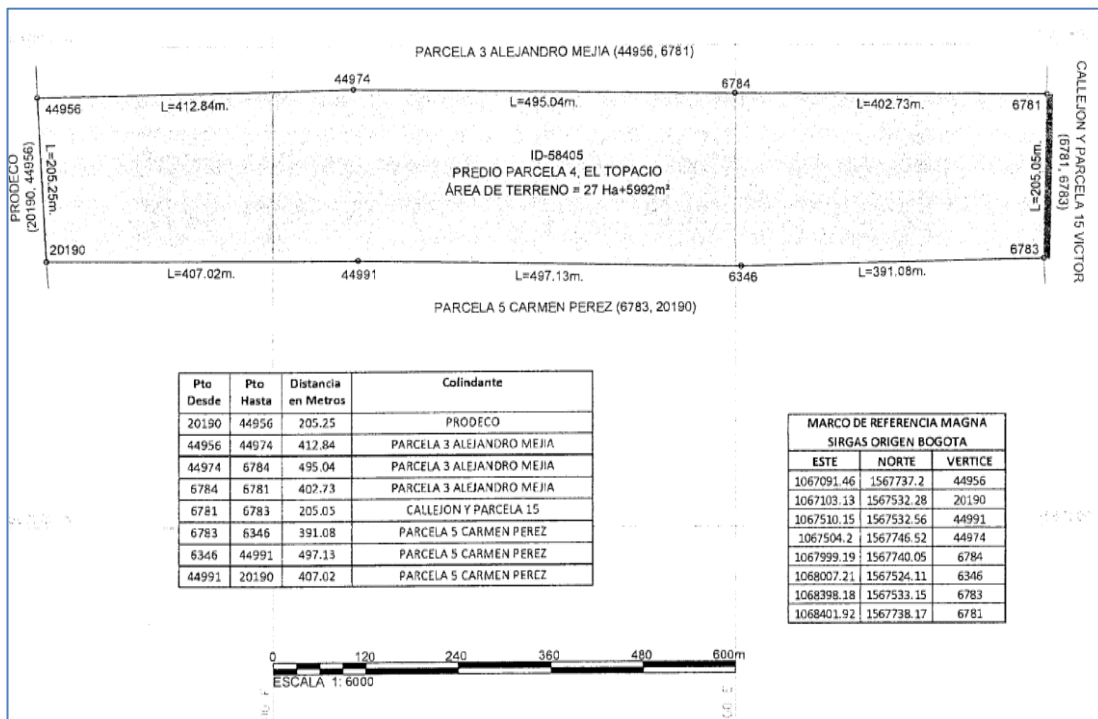 PARCELA 3 ALEJANDRO MEJIA (44956, 6781)
44956
44974
6784
6781
L=412.84m.
L=495.04m.
L=402.73m.
CALLEJON Y PARCELA 15 VICTOR
(6781, 6783)
L=205.05m.
PRODECO
(20190, 44956)
L=205.25m.
ID-58405
PREDIO PARCELA 4, EL TOPACIO
ÁREA DE TERRENO = 27 Ha+5992m²
20190
44991
6346
6783
L=407.02m.
L=497.13m.
L=391.08m.
PARCELA 5 CARMEN PEREZ (6783, 20190)
Pto Desde Pto Hasta Distancia en Metros Colindante
20190 44956 205.25 PRODECO
44956 44974 412.84 PARCELA 3 ALEJANDRO MEJIA
44974 6784 495.04 PARCELA 3 ALEJANDRO MEJIA
6784 6781 402.73 PARCELA 3 ALEJANDRO MEJIA
6781 6783 205.05 CALLEJON Y PARCELA 15
6783 6346 391.08 PARCELA 5 CARMEN PEREZ
6346 44991 497.13 PARCELA 5 CARMEN PEREZ
44991 20190 407.02 PARCELA 5 CARMEN PEREZ
MARCO DE REFERENCIA MAGNA
SIRGAS ORIGEN BOGOTA
ESTE NORTE VERTICE
1067091.46 1567737.2 44956
1067103.13 1567532.28 20190
1067510.15 1567532.56 44991
1067504.2 1567746.52 44974
1067999.19 1567740.05 6784
1068007.21 1567524.11 6346
1068398.18 1567533.15 6783
1068401.92 1567738.17 6781
0 120 240 360 480 600m
ESCALA 1: 6000